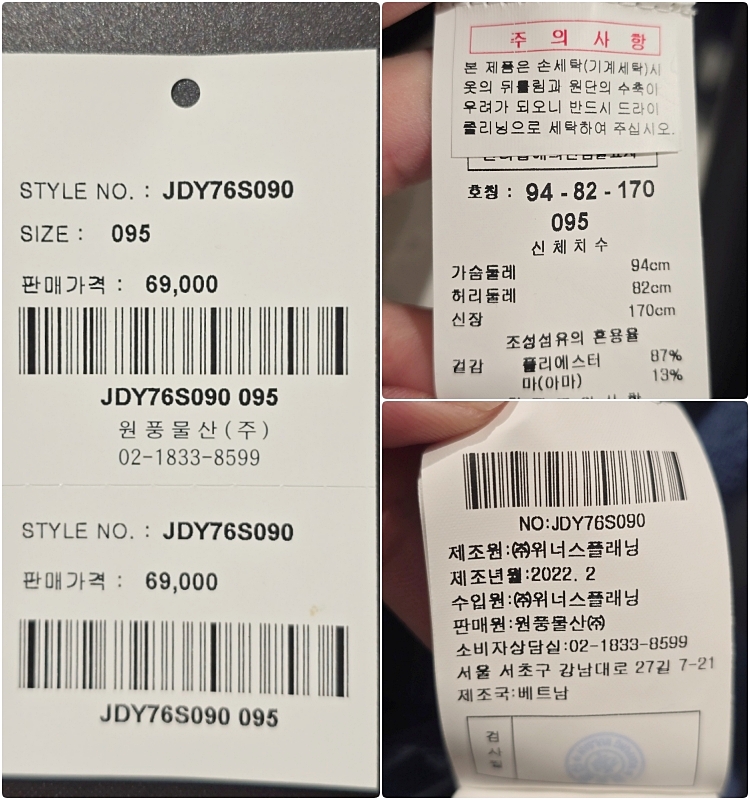 STYLE NO. : JDY76S090
SIZE : 095
판매가격 : 69,000
JDY76S090 095
원풍물산(주)
02-1833-8599
STYLE NO. : JDY76S090
판매가격 : 69,000
JDY76S090 095
주 의 사 항
본 제품은 손세탁(기계세탁)시
옷의 뒤틀림과 원단의 수축이
우려가 되오니 반드시 드라이
클리닝으로 세탁하여 주십시오.
호칭 : 94 - 82 - 170
095
신체치수
가슴둘레 94cm
허리둘레 82cm
신장 170cm
조성섬유의 혼용율
겉감 폴리에스터 87%
마(아마) 13%
NO:JDY76S090
제조원:㈜위너스플래닝
제조년월:2022. 2
수입원:㈜위너스플래닝
판매원:원풍물산㈜
소비자상담실:02-1833-8599
서울 서초구 강남대로 27길 7-21
제조국:베트남
검사필